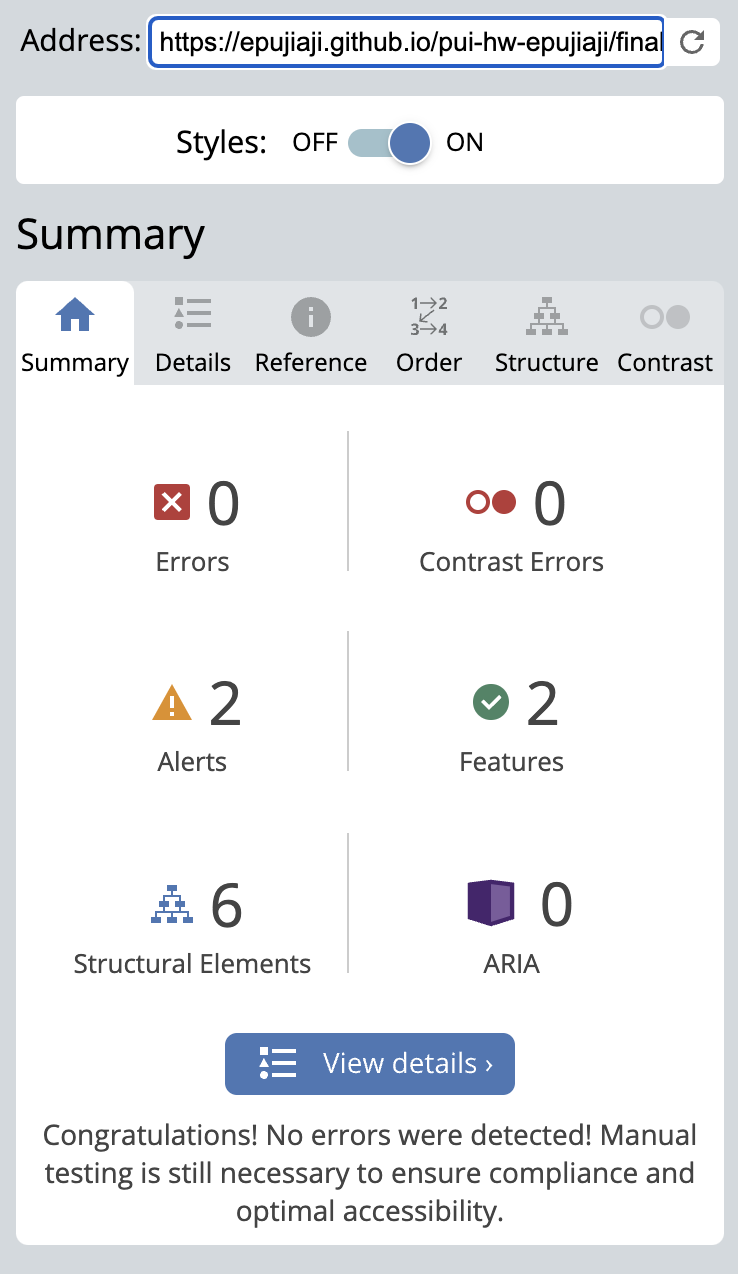 Address: https://epujiaji.github.io/pui-hw-epujiaji/final
Styles: OFF ON
Summary
1→2
3→4
Summary Details Reference Order Structure Contrast
0 0
Errors Contrast Errors
2 2
Alerts Features
6 0
Structural Elements ARIA
View details ›
Congratulations! No errors were detected! Manual
testing is still necessary to ensure compliance and
optimal accessibility.